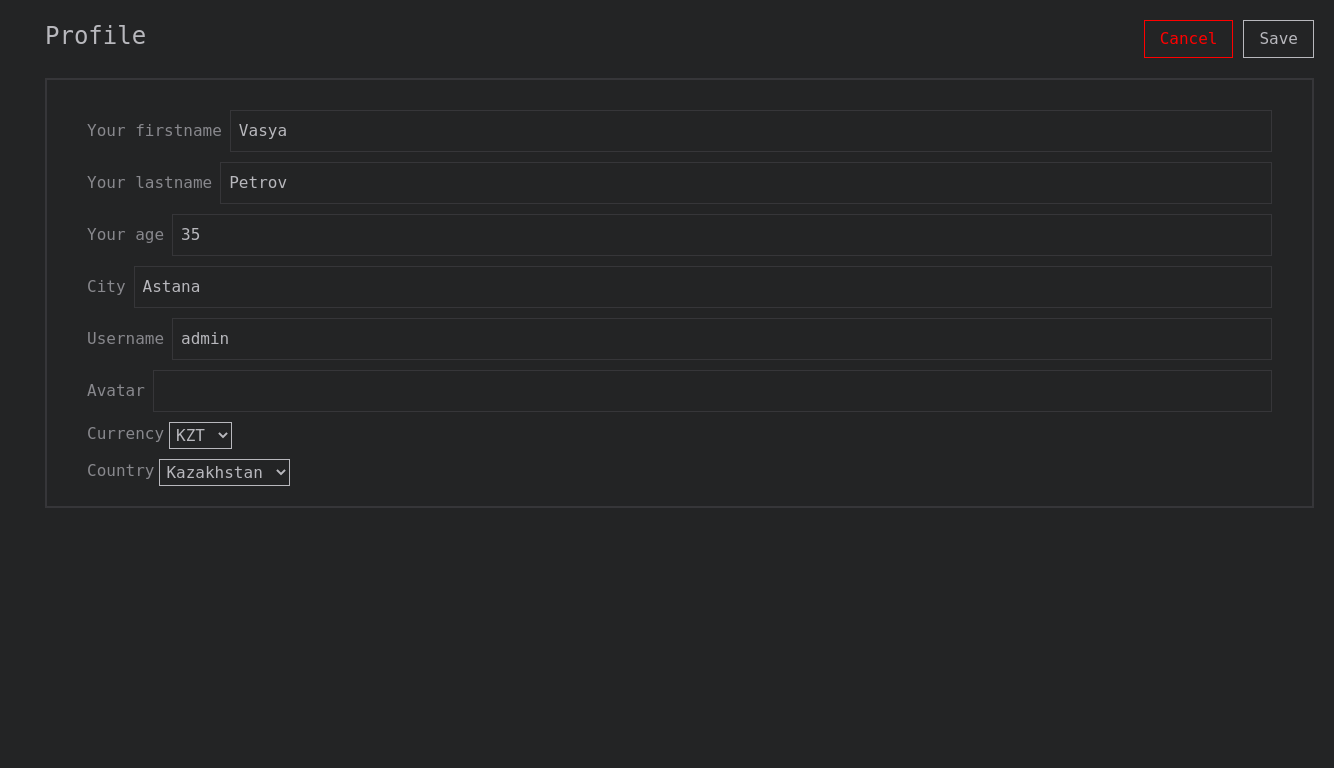 Profile
Cancel
Save
Your firstname Vasya
Your lastname Petrov
Your age 35
City Astana
Username admin
Avatar
Currency KZT
Country Kazakhstan